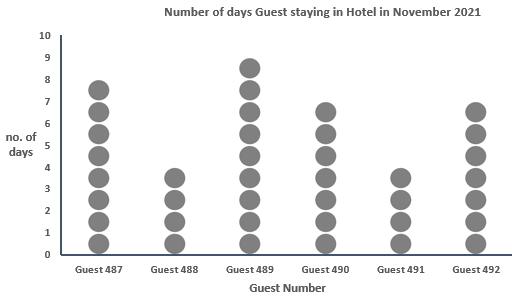 Number of days Guest staying in Hotel in November 2021
10
9
8
7
6
5
4
3
2
1
0
no. of
days
Guest 487 Guest 488 Guest 489 Guest 490 Guest 491 Guest 492
Guest Number